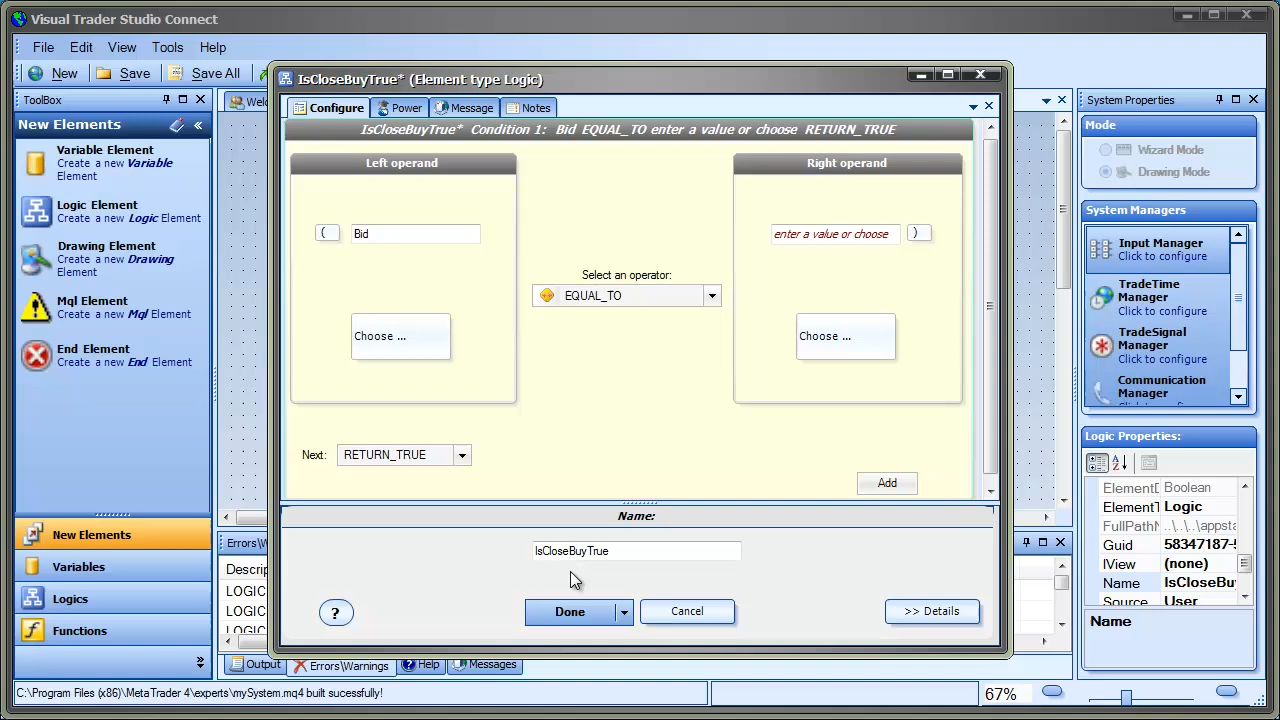 Visual Trader Studio Connect
File Edit View Tools Help
New Save Save All
IsCloseBuyTrue* (Element type Logic)
ToolBox
Configure Power Message Notes
System Properties
New Elements
IsCloseBuyTrue* Condition 1: Bid EQUAL_TO enter a value or choose RETURN_TRUE
Mode
Wizard Mode
Drawing Mode
Variable Element
Create a new Variable
Element
Logic Element
Create a new Logic Element
Drawing Element
Create a new Drawing
Element
Mql Element
Create a new Mql Element
End Element
Create a new End Element
Left operand
( Bid
Choose ...
Select an operator:
EQUAL_TO
Right operand
enter a value or choose )
Choose ...
Next: RETURN_TRUE
Add
System Managers
Input Manager
Click to configure
TradeTime
Manager
Click to configure
TradeSignal
Manager
Click to configure
Communication
Manager
Logic Properties:
Boolean
Logic
Guid 58347187-5
IView (none)
Name IsCloseBu
Source User
Name
Name:
IsCloseBuyTrue
? Done Cancel >> Details
New Elements
Variables
Logics
Functions
LOGIC
LOGIC
Output Errors\Warnings Help Messages
C:\Program Files (x86)\MetaTrader 4\experts\mySystem.mq4 built sucessfully!
67%